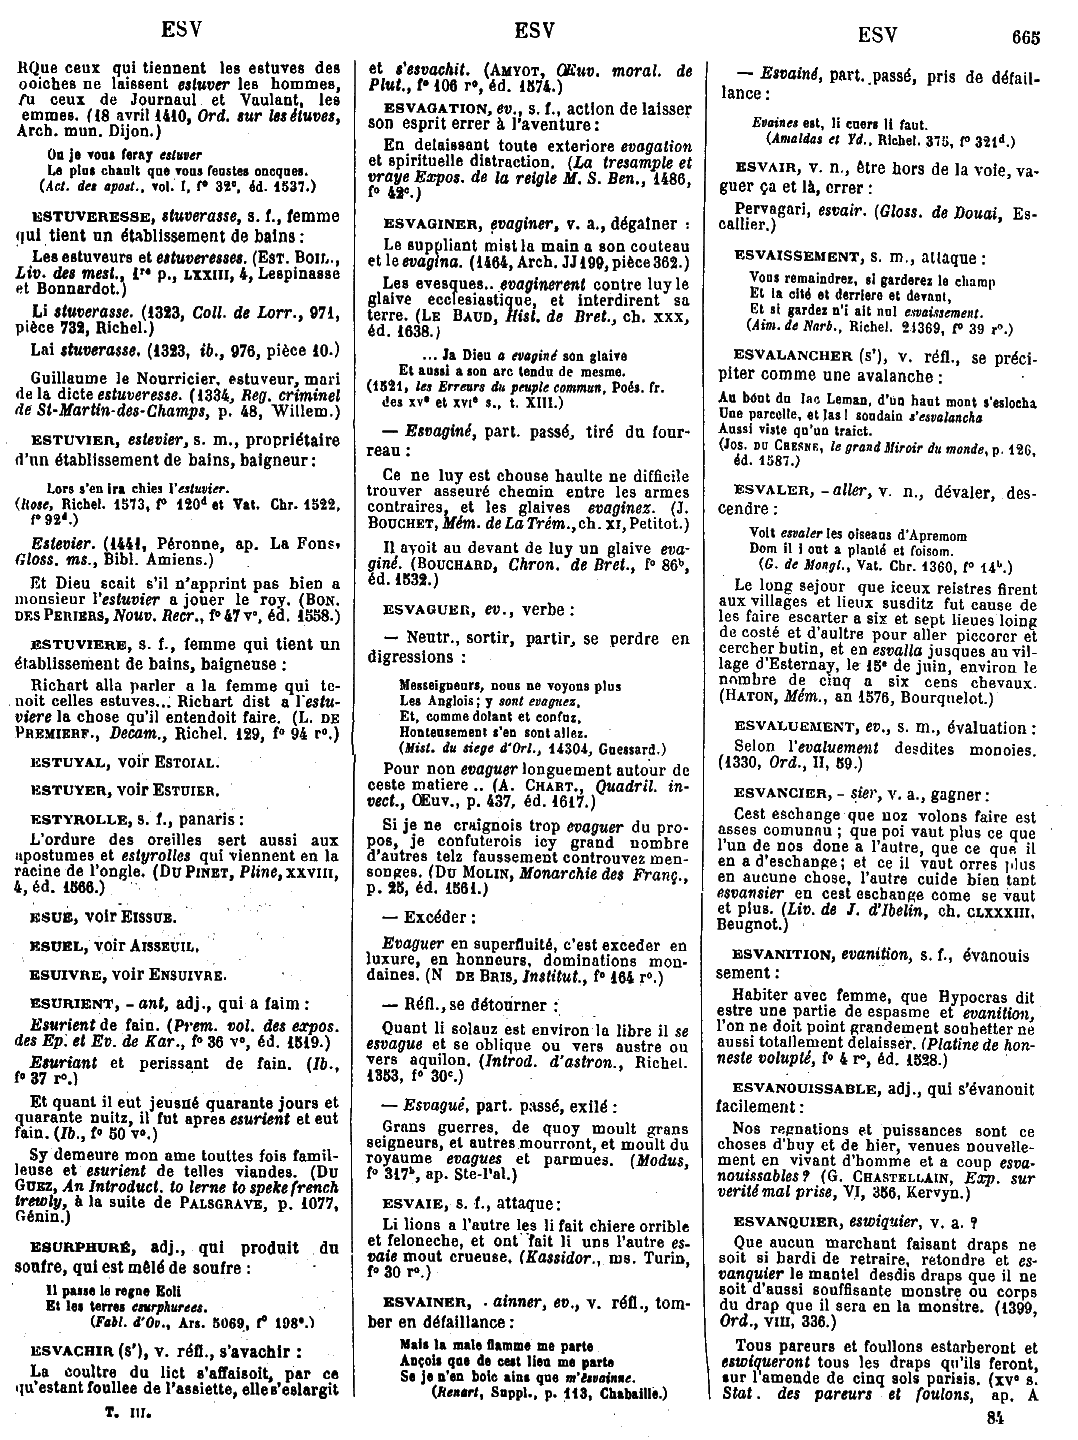 ESV
ESV
ESV
665
RQue ceux qui tiennent les estuves des
ooiches ne laissent estuver les hommes,
fu ceux de Journaul et Vaulant, les
emmes. (18 avril 1410, Ord. sur les étuves,
Arch. mun. Dijon.)
Ou je vous feray estuver
Le plus chault que vous feustes oncques.
(Act. des apost., vol. I, f° 32°, éd. 1537.)
ESTUVERESSE, stuverasse, s. f., femme
qui tient un établissement de bains :
Les estuveurs et estuveresses. (EST. BOIL.,
Liv. des mest., Ire p., LXXIII, 4, Lespinasse
et Bonnardot.)
Li stuverasse. (1323, Coll. de Lorr., 971,
pièce 732, Richel.)
Lai stuverasse. (1323, ib., 976, pièce 10.)
Guillaume le Nourricier, estuveur, mari
de la dicte estuveresse. (1334, Reg. criminel
de St-Martin-des-Champs, p. 48, Willem.)
ESTUVIER, estevier, s. m., propriétaire
d'un établissement de bains, baigneur :
Lors s'en ira chies l'estuvier.
(Rose, Richel. 1573, f° 120d et Vat. Chr. 1522,
f° 92d.)
Estevier. (1441, Péronne, ap. La Fons,
Gloss. ms., Bibl. Amiens.)
Et Dieu scait s'il n'apprint pas bien a
monsieur l'estuvier a jouer le roy. (BON.
DES PERIERS, Nouv. Recr., f° 47 v°, éd. 1558.)
ESTUVIERE, s. f., femme qui tient un
établissement de bains, baigneuse :
Richart alla parler a la femme qui te-
noit celles estuves... Richart dist a l'estu-
viere la chose qu'il entendoit faire. (L. DE
PREMIERF., Decam., Richel. 129, f° 94 r°.)
ESTUYAL, voir ESTOIAL.
ESTUYER, voir ESTUIER.
ESTYROLLE, s. f., panaris :
L'ordure des oreilles sert aussi aux
apostumes et estyrolles qui viennent en la
racine de l'ongle. (DU PINET, Pline, XXVIII,
4, éd. 1566.)
ESUE, voir EISSUE.
ESUEL, voir AISSEUIL.
ESUIVRE, voir ENSUIVRE.
ESURIENT, - ant, adj., qui a faim :
Esurient de fain. (Prem. vol. des expos.
des Ep. et Ev. de Kar., f° 36 v°, éd. 1519.)
Esuriant et perissant de fain. (Ib.,
f° 37 r°.)
Et quant il eut jeusné quarante jours et
quarante nuitz, il fut apres esurient et eut
fain. (Ib., f° 50 v°.)
Sy demeure mon ame touttes fois famil-
leuse et esurient de telles viandes. (DU
GUEZ, An Introduct. to lerne to speke french
trewly, à la suite de PALSGRAVE, p. 1077,
Génin.)
ESURPHURÉ, adj., qui produit du
soufre, qui est mêlé de soufre :
Il passe le regne Eoli
Et les terres esurphurees.
(Fabl. d'Ov., Ars. 5069, f° 198°.)
ESVACHIR (s'), v. réfl., s'avachir :
La coultre du lict s'affaisoit, par ce
qu'estant foullee de l'assiette, elle s'eslargit
T. III.
et s'esvachit. (AMYOT, Œuv. moral. de
Plut., f° 106 r°, éd. 1574.)
ESVAGATION, ev., s. f., action de laisser
son esprit errer à l'aventure :
En delaissant toute exteriore evagation
et spirituelle distraction. (La tresample et
vraye Expos. de la reigle M. S. Ben., 1486,
f° 42c.)
ESVAGINER, evaginer, v. a., dégainer :
Le suppliant mist la main a son couteau
et le evagina. (1464, Arch. JJ 199, pièce 362.)
Les evesques.. evaginerent contre luy le
glaive ecclesiastique, et interdirent sa
terre. (LE BAUD, Hist. de Bret., ch. XXX,
éd. 1638.)
... Ja Dieu a evaginé son glaive
Et aussi a son arc tendu de mesme.
(1521, les Erreurs du peuple commun, Poés. fr.
des XVe et XVIe s., t. XIII.)
— Esvaginé, part. passé, tiré du four-
reau :
Ce ne luy est chouse haulte ne difficile
trouver asseuré chemin entre les armes
contraires, et les glaives evaginez. (J.
BOUCHET, Mém. de La Trém., ch. XI, Petitot.)
Il avoit au devant de luy un glaive eva-
giné. (BOUCHARD, Chron. de Bret., f° 86b,
éd. 1532.)
ESVAGUER, ev., verbe :
— Neutr., sortir, partir, se perdre en
digressions :
Messeigneurs, nous ne voyons plus
Les Anglois; y sont evaguez,
Et, comme dolant et confuz,
Honteusement s'en sont allez.
(Mist. du siege d'Orl., 14304, Guessard.)
Pour non evaguer longuement autour de
ceste matiere .. (A. CHART., Quadril. in-
vect., Œuv., p. 437, éd. 1617.)
Si je ne craignois trop evaguer du pro-
pos, je confuterois icy grand nombre
d'autres telz faussement controuvez men-
songes. (DU MOLIN, Monarchie des Franç.,
p. 25, éd. 1561.)
— Excéder :
Evaguer en superfluité, c'est exceder en
luxure, en honneurs, dominations mon-
daines. (N DE BRIS, Institut., f° 164 r°.)
— Réfl., se détourner :
Quant li solauz est environ la libre il se
esvague et se oblique ou vers austre ou
vers aquilon. (Introd. d'astron., Richel.
1353, f° 30c.)
— Esvagué, part. passé, exilé :
Grans guerres, de quoy moult grans
seigneurs, et autres mourront, et moult du
royaume evagues et parmues. (Modus,
f° 317b, ap. Ste-Pal.)
ESVAIE, s. f., attaque :
Li lions a l'autre les li fait chiere orrible
et feloneche, et ont fait li uns l'autre es-
vaie mout crueuse. (Kassidor., ms. Turin,
f° 30 r°.)
ESVAINER, - ainner, ev., v. réfl., tom-
ber en défaillance :
Mais la male flamme me parte
Ançois que de cest lieu me parte
Se je n'en boic ains que m'esvainne.
(Renart, Suppl., p. 113, Chabaille.)
— Esvainé, part. passé, pris de défail-
lance :
Evaines est, li cuers li faut.
(Amaldas et Yd., Richel. 375, f° 321d.)
ESVAIR, v. n., être hors de la voie, va-
guer ça et là, errer :
Pervagari, esvair. (Gloss. de Douai, Es-
callier.)
ESVAISSEMENT, s. m., attaque :
Vous remaindrez, si garderez le champ
Et la cité et derriere et devant,
Et si gardez n'i ait nul esvaissement.
(Aim. de Narb., Richel. 24369, f° 39 r°.)
ESVALANCHER (s'), v. réfl., se préci-
piter comme une avalanche :
Au bout du lac Leman, d'un haut mont s'eslocha
Une parcelle, et las! soudain s'esvalancha
Aussi viste qu'un traict.
(JOS. DU CHESNE, le grand Miroir du monde, p. 126,
éd. 1587.)
ESVALER, - aller, v. n., dévaler, des-
cendre :
Volt esvaler les oiseaus d'Apremom
Dom il i ont a planté et foisom.
(G. de Mongl., Vat. Chr. 1360, f° 14b.)
Le long sejour que iceux reistres firent
aux villages et lieux susditz fut cause de
les faire escarter a six et sept lieues loing
de costé et d'aultre pour aller piccorer et
cercher butin, et en esvalla jusques au vil-
lage d'Esternay, le 15e de juin, environ le
nombre de cinq a six cens chevaux.
(HATON, Mém., an 1576, Bourquelot.)
ESVALUEMENT, ev., s. m., évaluation :
Selon l'evaluement desdites monoies.
(1330, Ord., II, 59.)
ESVANCIER, - sier, v. a., gagner :
Cest eschange que noz volons faire est
asses comunau ; que poi vaut plus ce que
l'un de nos done a l'autre, que ce que il
en a d'eschange; et ce il vaut orres plus
en aucune chose, l'autre cuide bien tant
esvansier en cest eschange come se vaut
et plus. (Liv. de J. d'Ibelin, ch. CLXXXIII,
Beugnot.)
ESVANITION, evanition, s. f., évanouis
sement :
Habiter avec femme, que Hypocras dit
estre une partie de espasme et evanition,
l'on ne doit point grandement souhetter ne
aussi totallement delaisser. (Platine de hon-
neste volupté, f° 4 r°, éd. 1528.)
ESVANOUISSABLE, adj., qui s'évanouit
facilement :
Nos regnations et puissances sont ce
choses d'huy et de hier, venues nouvelle-
ment en vivant d'homme et a coup esva-
nouissables? (G. CHASTELLAIN, Exp. sur
verité mal prise, VI, 356, Kervyn.)
ESVANQUIER, eswiquier, v. a. ?
Que aucun marchant faisant draps ne
soit si hardi de retraire, retondre et es-
vanquier le mantel desdis draps que il ne
soit d'aussi souffisante monstre ou corps
du drap que il sera en la monstre. (1399,
Ord., VIII, 336.)
Tous pareurs et foullons estarberont et
eswiqueront tous les draps qu'ils feront,
sur l'amende de cinq sols parisis. (XVe s.
Stat. des pareurs et foulons, ap. A
84